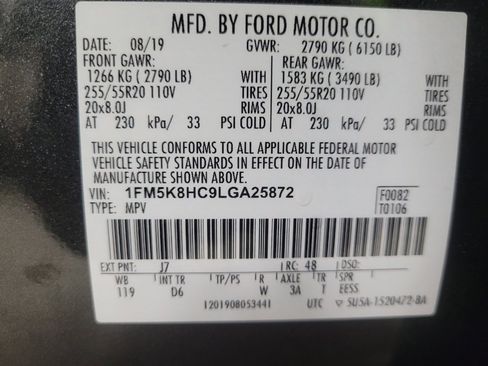 MFD. BY FORD MOTOR CO.
DATE: 08/19 GVWR: 2790 KG ( 6150 LB)
FRONT GAWR: REAR GAWR:
1266 KG ( 2790 LB) WITH 1583 KG ( 3490 LB) WITH
255/55R20 110V TIRES 255/55R20 110V TIRES
20x8.0J RIMS 20x8.0J RIMS
AT 230 kPa/ 33 PSI COLD AT 230 kPa/ 33 PSI COLD
THIS VEHICLE CONFORMS TO ALL APPLICABLE FEDERAL MOTOR
VEHICLE SAFETY STANDARDS IN EFFECT ON THE DATE OF
MANUFACTURE SHOWN ABOVE.
VIN: 1FM5K8HC9LGA25872 F0082
TYPE: MPV T0106
EXT PNT: J7 RC: 48 DSO:
WB INT TR TP/PS R AXLE TR SPR
119 D6 W 3A T EESS
120190805344I UTC ▽ SU5A-1520472-BA